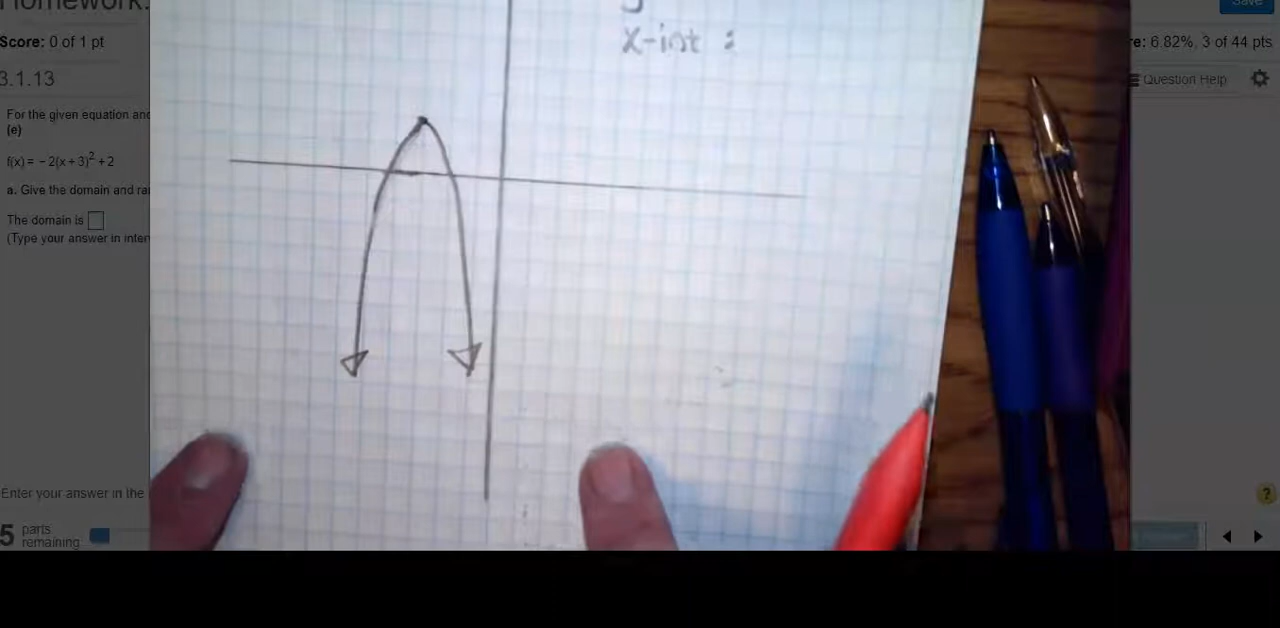 Homework:
Save
Score: 0 of 1 pt
re: 6.82%, 3 of 44 pts
3.1.13
Question Help
For the given equation and
(e)
f(x) = − 2(x + 3)² + 2
a. Give the domain and ra
The domain is
(Type your answer in inter
x-int :
Enter your answer in the
?
5 parts remaining